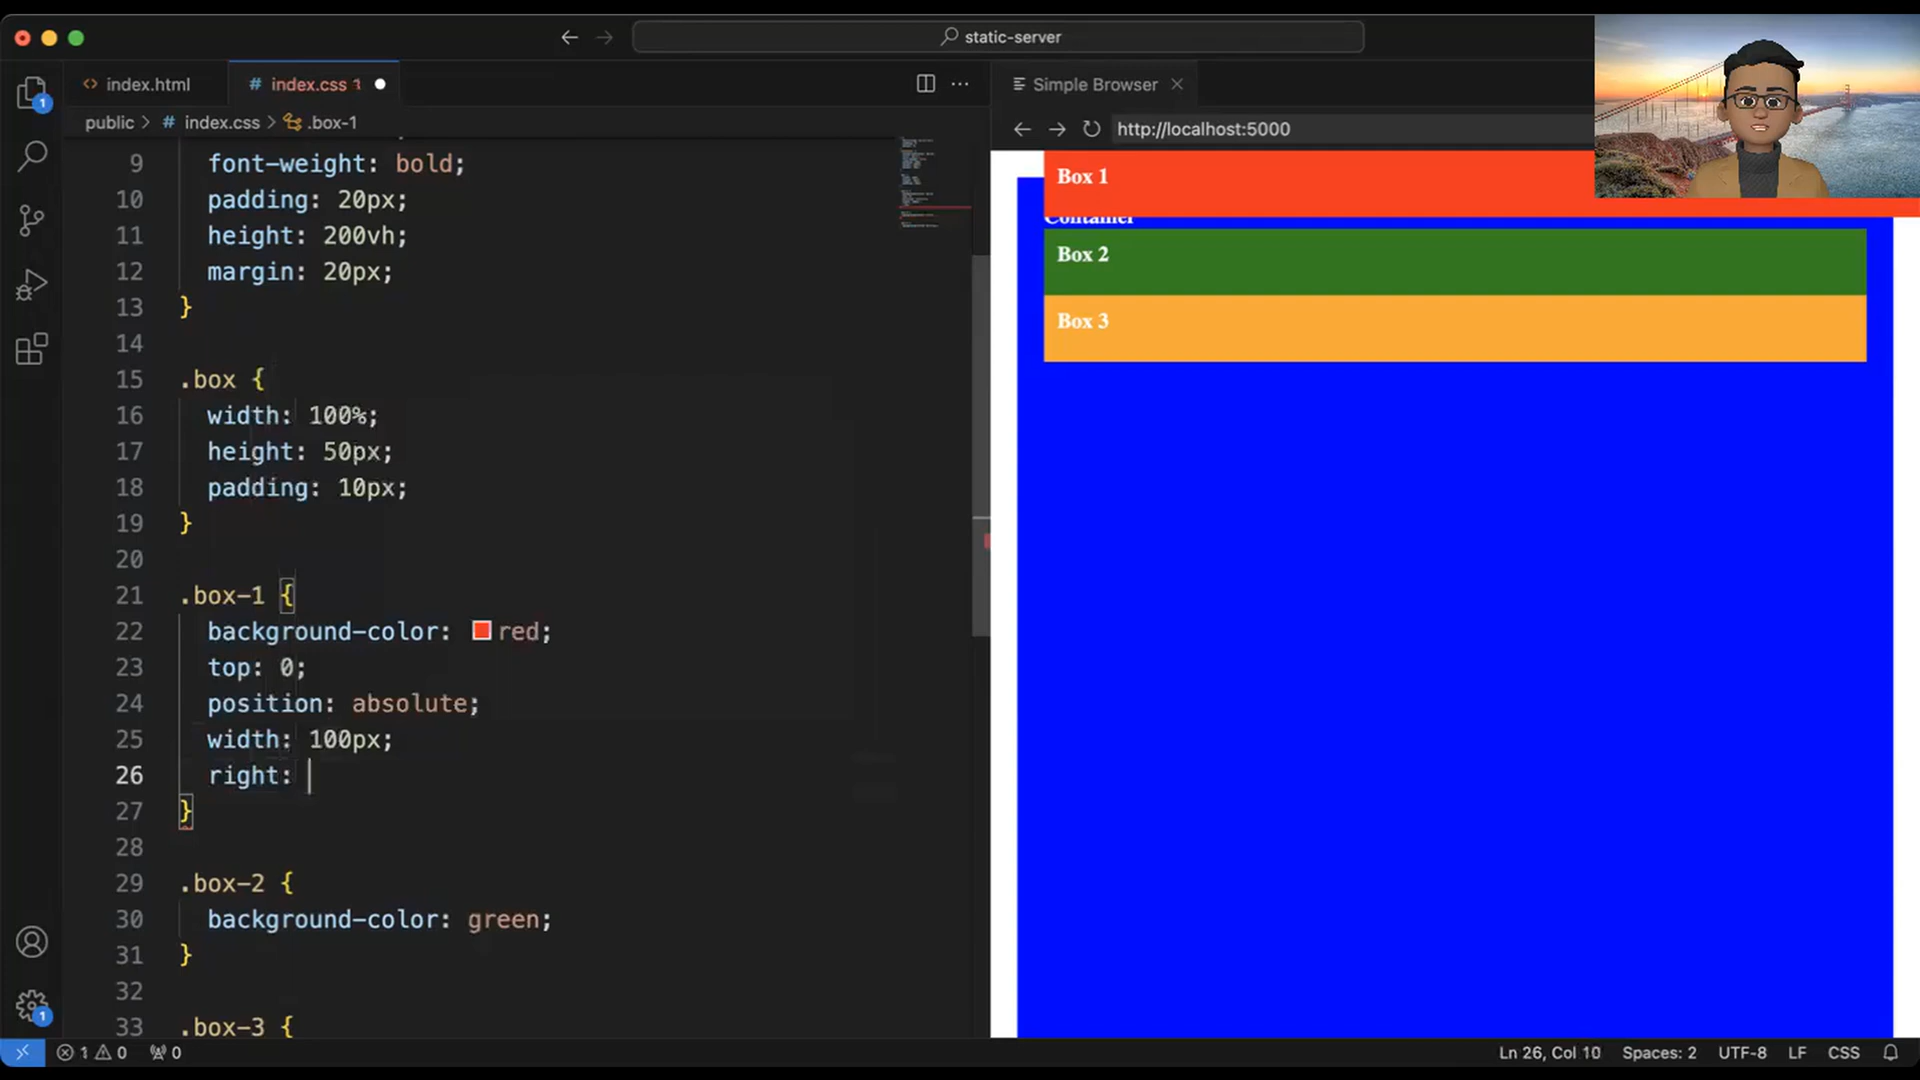 static-server
index.html
# index.css 1
Simple Browser
public > # index.css > .box-1
http://localhost:5000
9 font-weight: bold;
10 padding: 20px;
11 height: 200vh;
12 margin: 20px;
13 }
14
15 .box {
16 width: 100%;
17 height: 50px;
18 padding: 10px;
19 }
20
21 .box-1 {
22 background-color: red;
23 top: 0;
24 position: absolute;
25 width: 100px;
26 right:
27 }
28
29 .box-2 {
30 background-color: green;
31 }
32
33 .box-3 {
Box 1
Container
Box 2
Box 3
1
1
1 0 0
Ln 26, Col 10 Spaces: 2 UTF-8 LF CSS